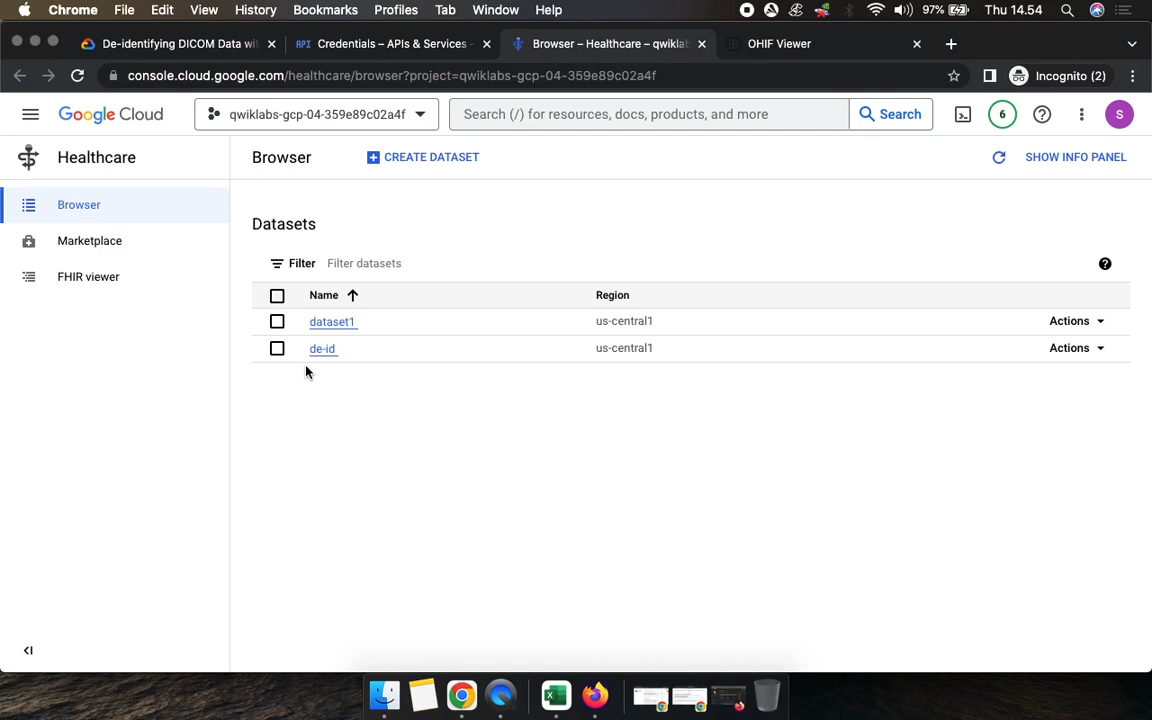 Chrome File Edit View History Bookmarks Profiles Tab Window Help 97% Thu 14.54
De-identifying DICOM Data wit API Credentials – APIs & Services - Browser – Healthcare – qwiklab OHIF Viewer
console.cloud.google.com/healthcare/browser?project=qwiklabs-gcp-04-359e89c02a4f Incognito (2)
Google Cloud qwiklabs-gcp-04-359e89c02a4f Search (/) for resources, docs, products, and more Search 6 S
Healthcare Browser CREATE DATASET SHOW INFO PANEL
Browser
Marketplace
FHIR viewer
Datasets
Filter Filter datasets
Name Region
dataset1 us-central1 Actions
de-id us-central1 Actions